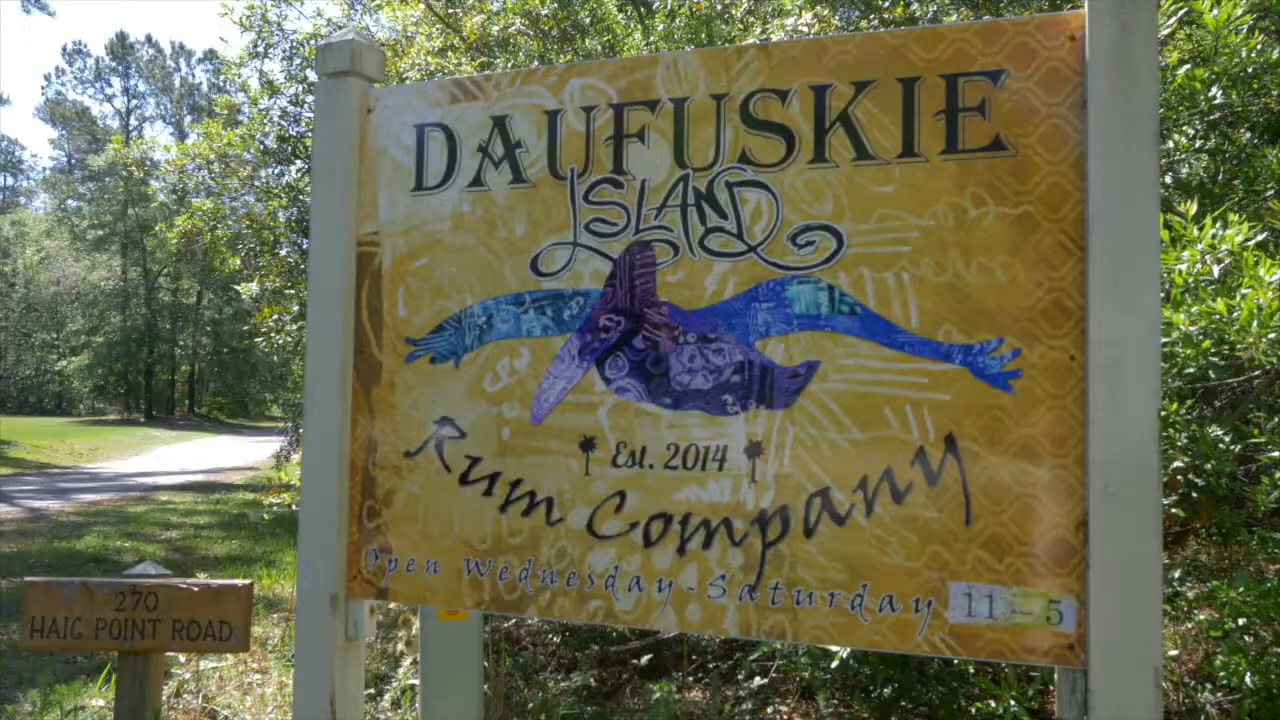 DAUFUSKIE
ISLAND
Est. 2014
Rum Company
Open Wednesday-Saturday 11 - 5
270
HAIG POINT ROAD